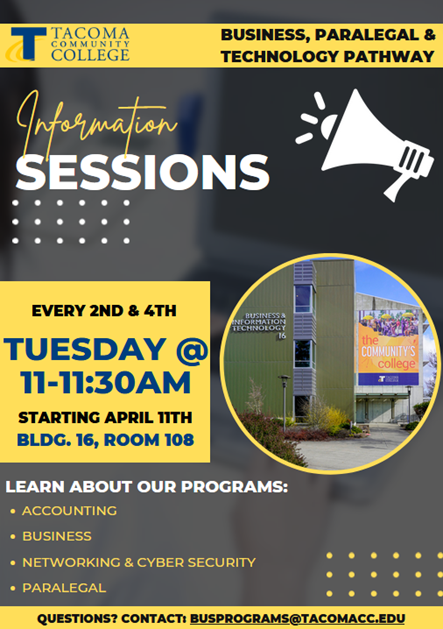 TACOMA
COMMUNITY
COLLEGE
BUSINESS, PARALEGAL &
TECHNOLOGY PATHWAY
Information
SESSIONS
EVERY 2ND & 4TH
TUESDAY @
11-11:30AM
STARTING APRIL 11TH
BLDG. 16, ROOM 108
BUSINESS &
INFORMATION
TECHNOLOGY
16
the
COMMUNITY'S
college
LEARN ABOUT OUR PROGRAMS:
• ACCOUNTING
• BUSINESS
• NETWORKING & CYBER SECURITY
• PARALEGAL
QUESTIONS? CONTACT: BUSPROGRAMS@TACOMACC.EDU